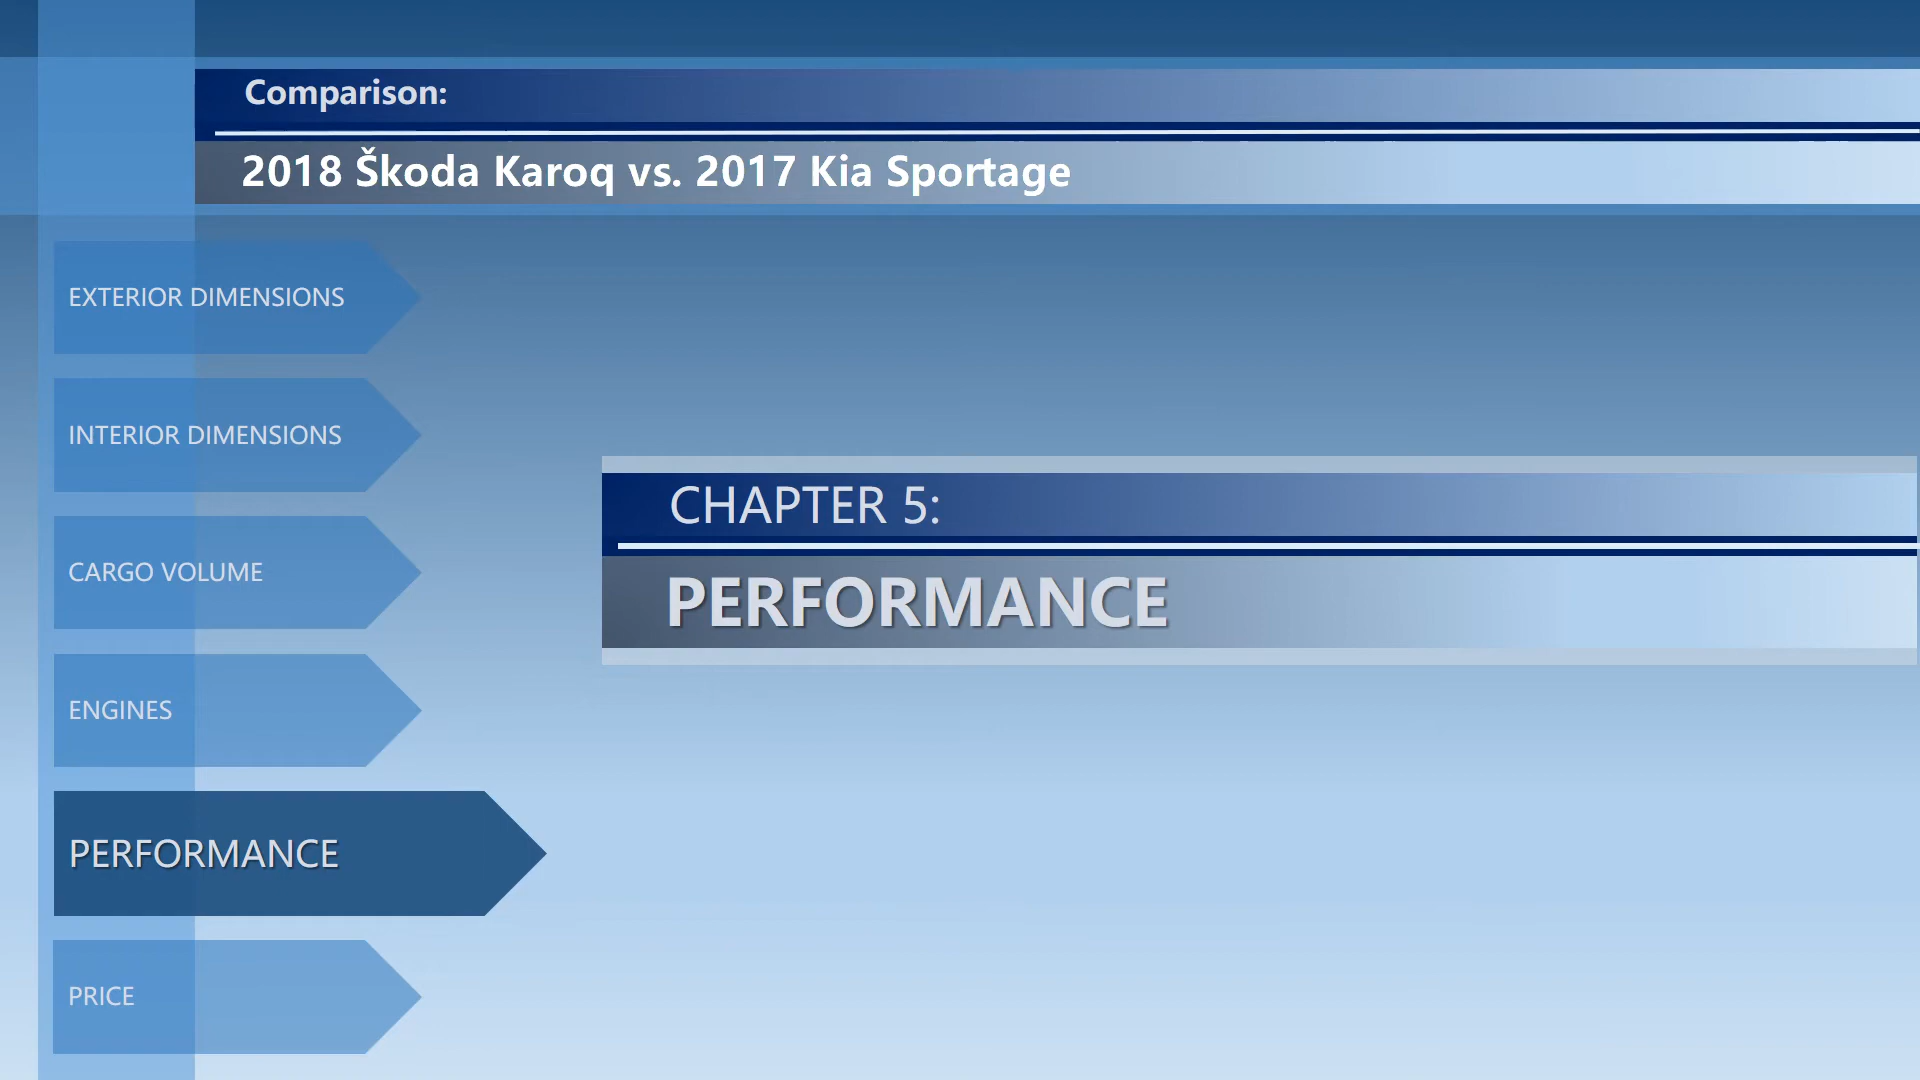 Comparison:
2018 Škoda Karoq vs. 2017 Kia Sportage
EXTERIOR DIMENSIONS
INTERIOR DIMENSIONS
CARGO VOLUME
ENGINES
PERFORMANCE
PRICE
CHAPTER 5:
PERFORMANCE